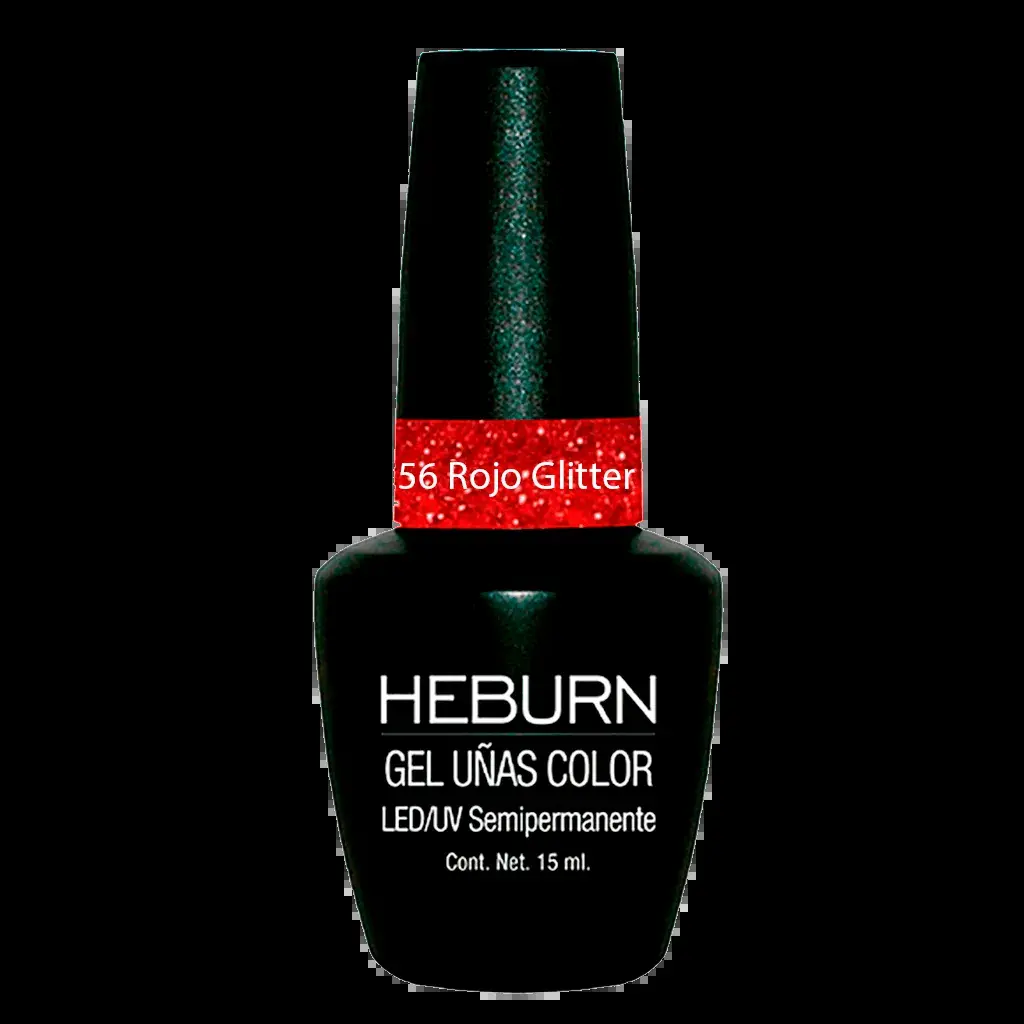 56 Rojo Glitter
HEBURN
GEL UÑAS COLOR
LED/UV Semipermanente
Cont. Net. 15 ml.